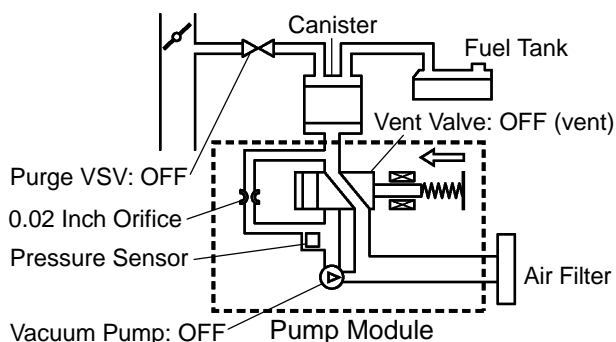 Canister
Fuel Tank
Vent Valve: OFF (vent)
Purge VSV: OFF
0.02 Inch Orifice
Pressure Sensor
Air Filter
Vacuum Pump: OFF
Pump Module